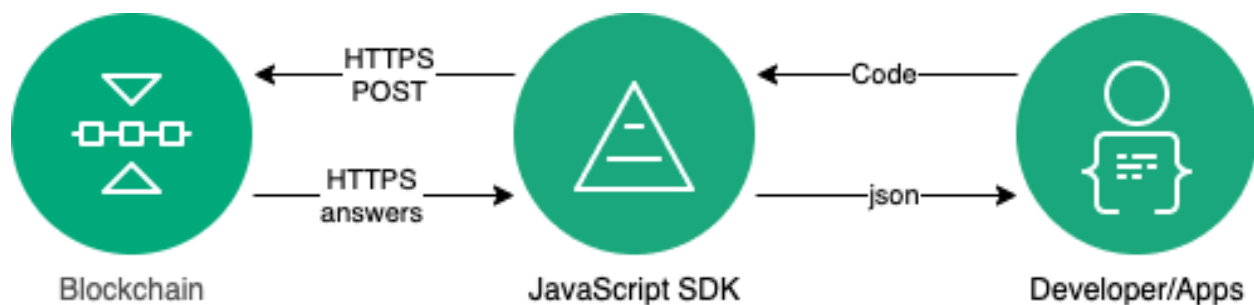 HTTPS
POST
Code
HTTPS
answers
json
Blockchain
JavaScript SDK
Developer/Apps